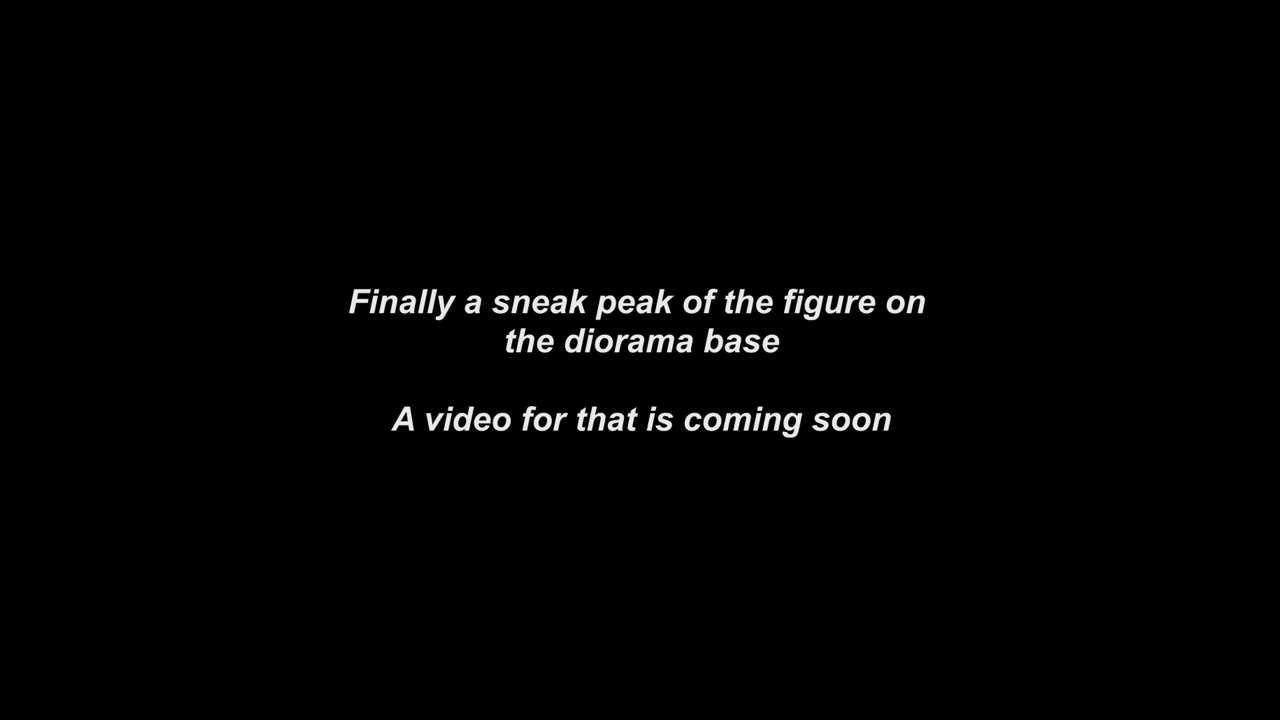 Finally a sneak peak of the figure on
the diorama base
A video for that is coming soon